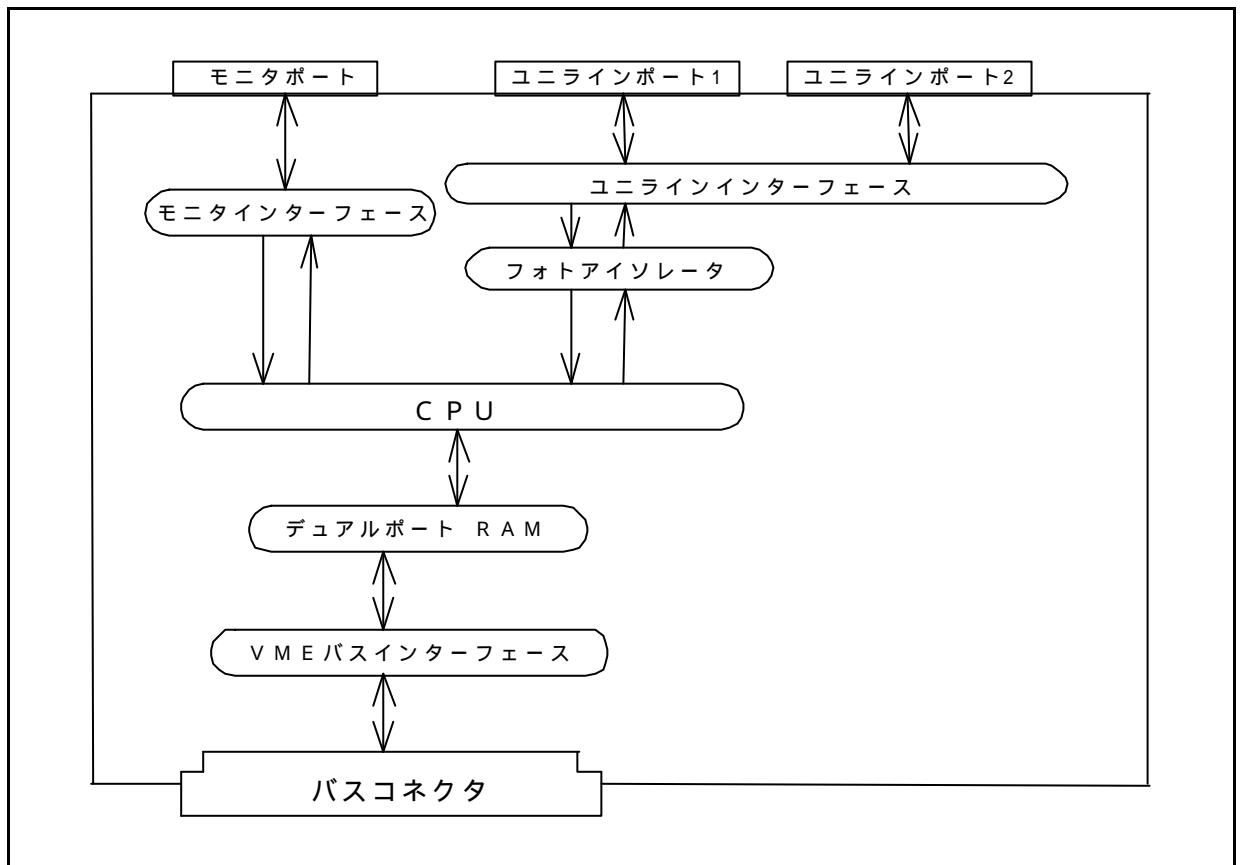 モニタポート
ユニラインポート1
ユニラインポート2
ユニラインインターフェース
モニタインターフェース
フォトアイソレータ
CPU
デュアルポート RAM
VMEバスインターフェース
バスコネクタ